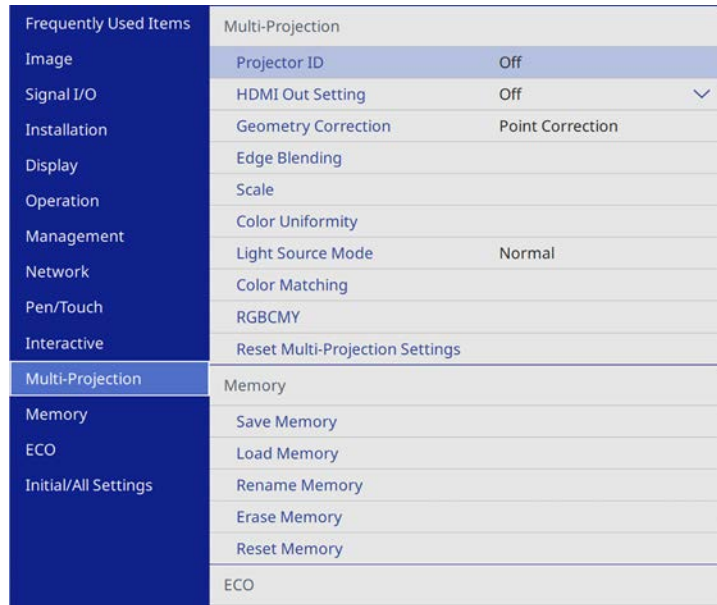 Frequently Used Items
Image
Signal I/O
Installation
Display
Operation
Management
Network
Pen/Touch
Interactive
Multi-Projection
Memory
ECO
Initial/All Settings
Multi-Projection
Projector ID Off
HDMI Out Setting Off
Geometry Correction Point Correction
Edge Blending
Scale
Color Uniformity
Light Source Mode Normal
Color Matching
RGBCMY
Reset Multi-Projection Settings
Memory
Save Memory
Load Memory
Rename Memory
Erase Memory
Reset Memory
ECO